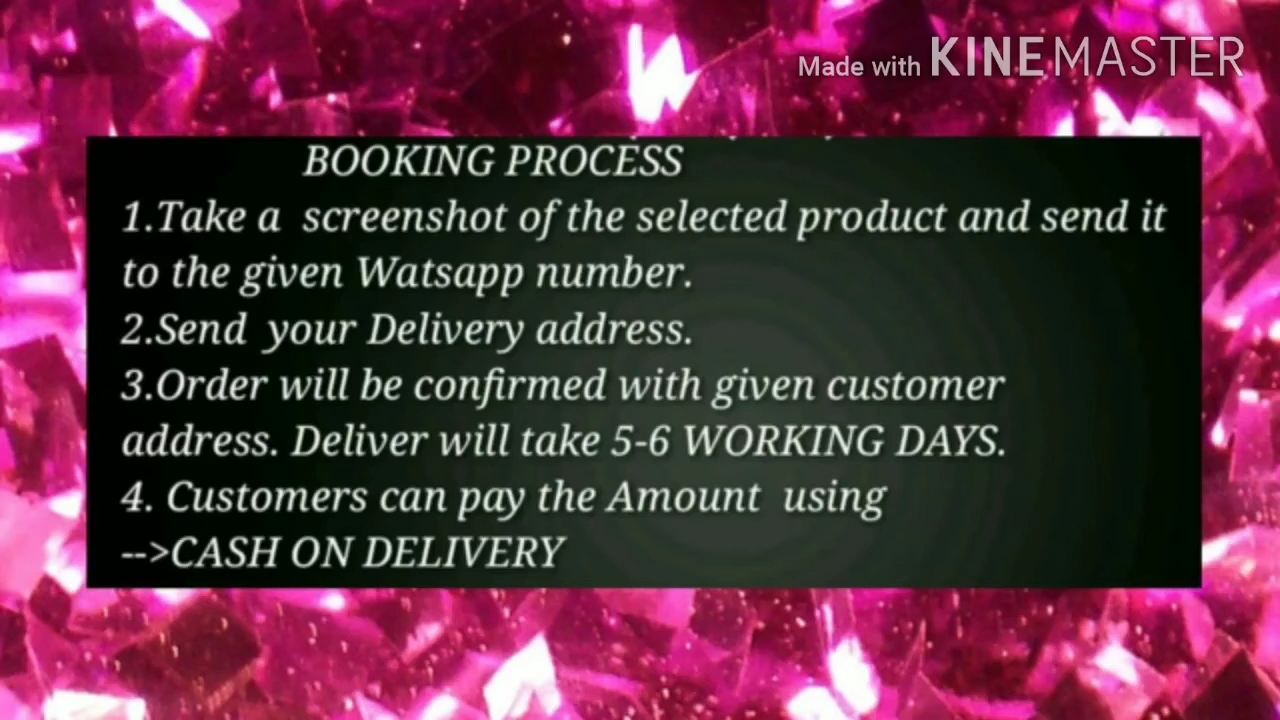 Made with KINEMASTER
BOOKING PROCESS
1.Take a screenshot of the selected product and send it
to the given Watsapp number.
2.Send your Delivery address.
3.Order will be confirmed with given customer
address. Deliver will take 5-6 WORKING DAYS.
4. Customers can pay the Amount using
-->CASH ON DELIVERY